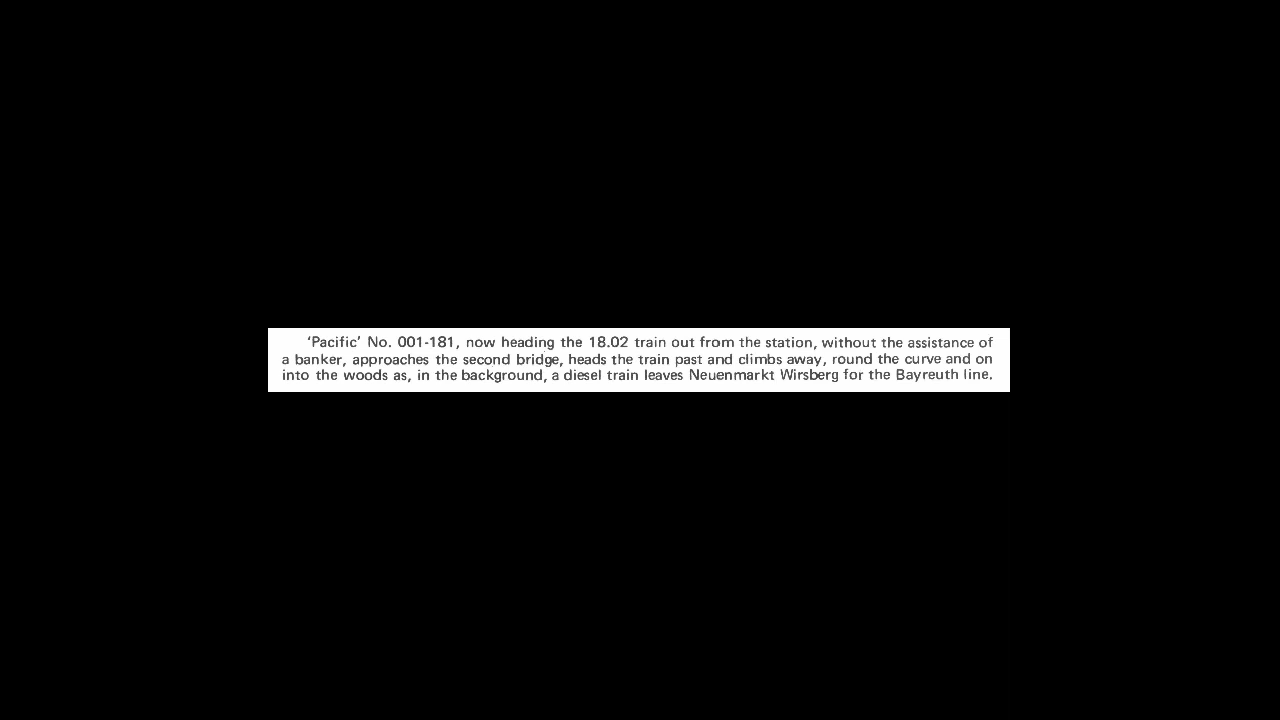 ‘Pacific’ No. 001-181, now heading the 18.02 train out from the station, without the assistance of
a banker, approaches the second bridge, heads the train past and climbs away, round the curve and on
into the woods as, in the background, a diesel train leaves Neuenmarkt Wirsberg for the Bayreuth line.